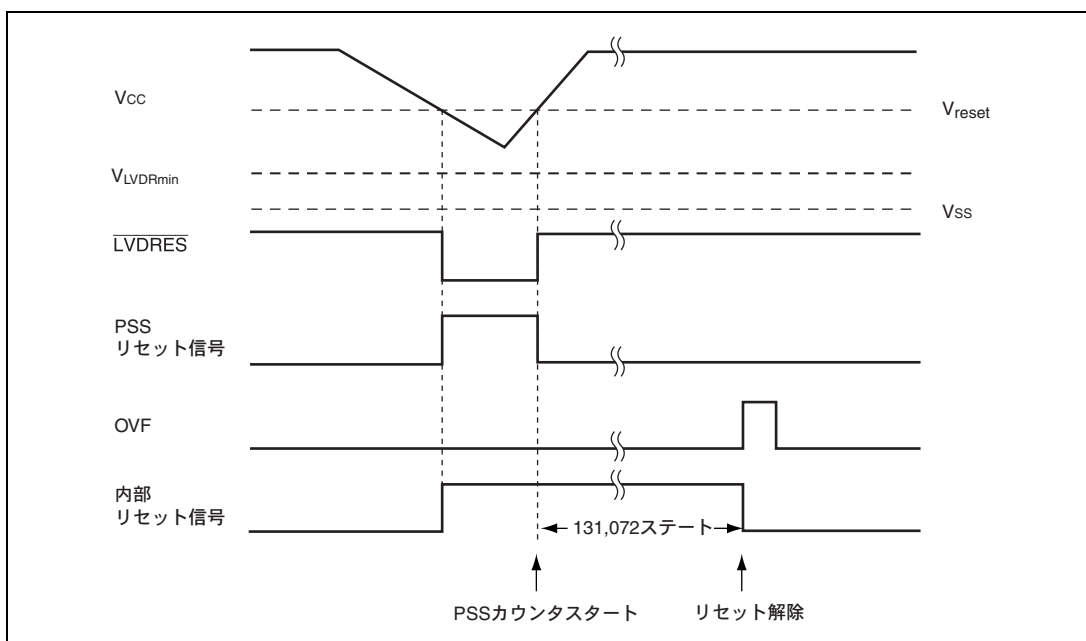 VCC
Vreset
VLVDRmin
VSS
LVDRES
PSS
リセット信号
OVF
内部
リセット信号
131,072ステート
PSSカウンタスタート
リセット解除